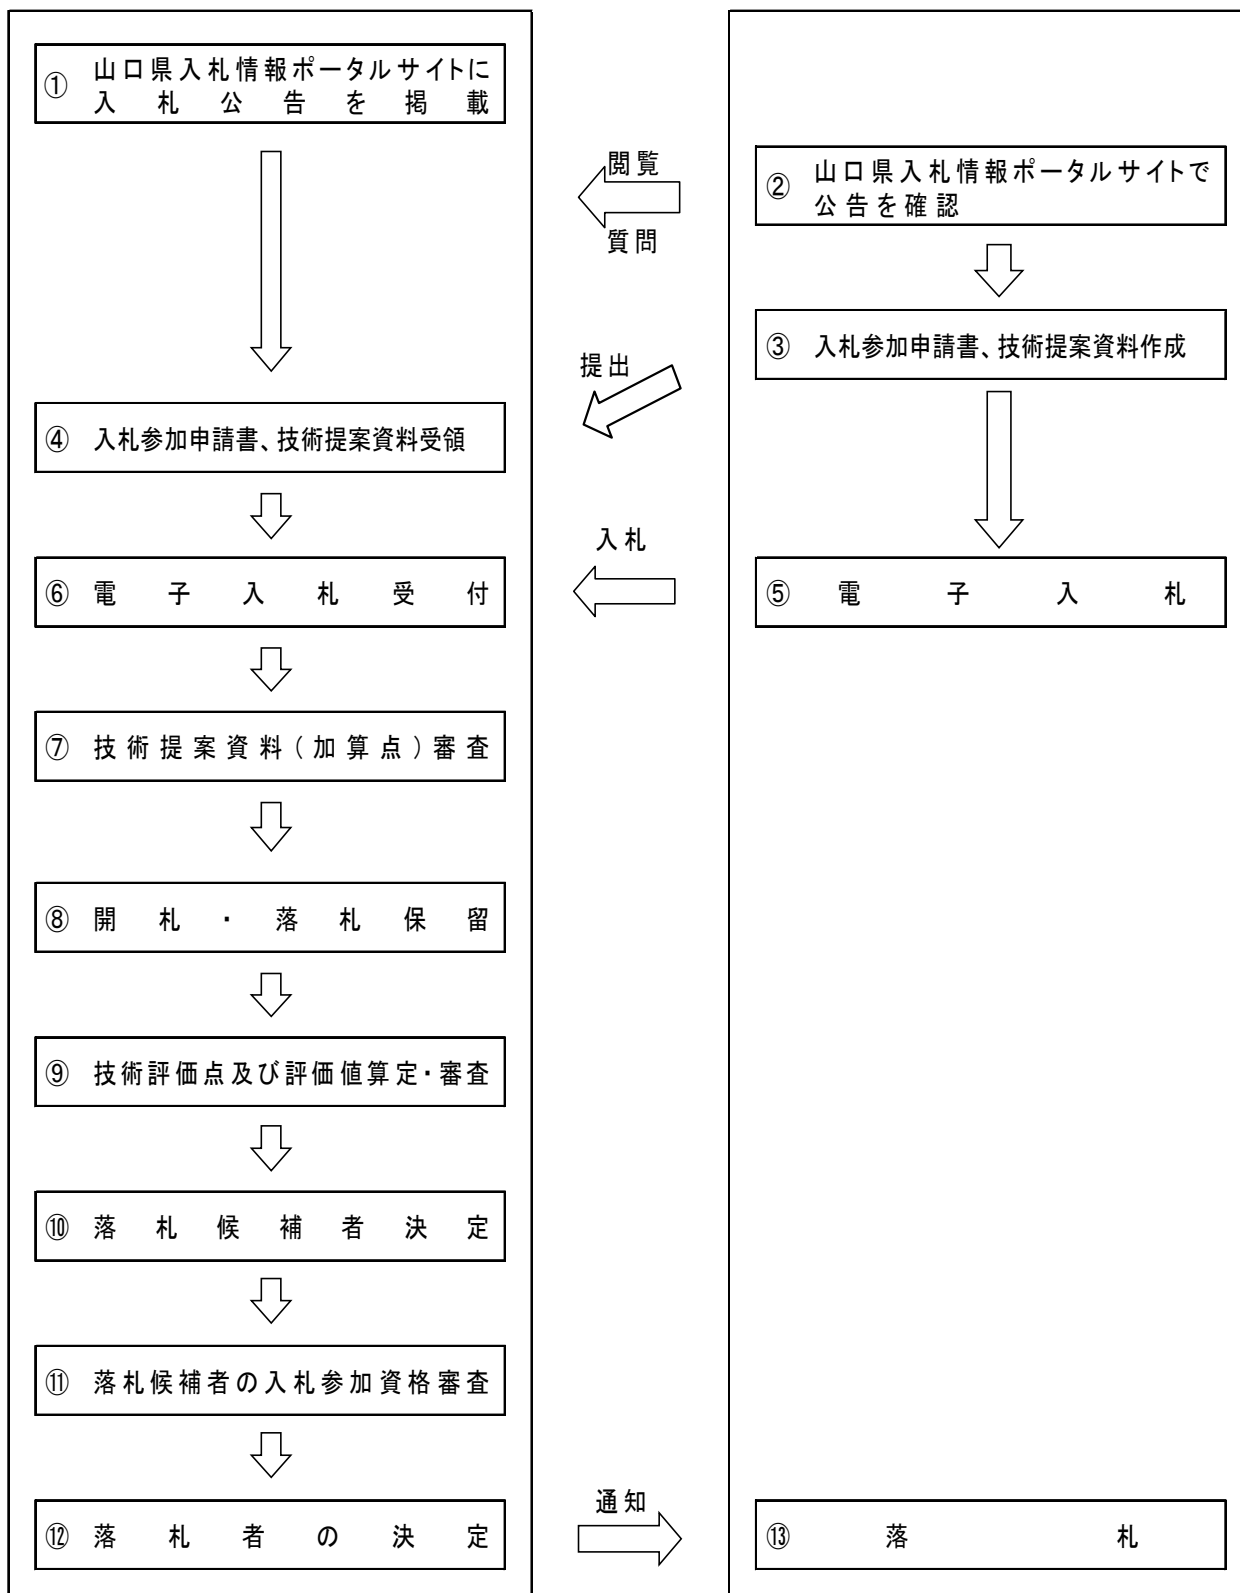 ① 山口県入札情報ポータルサイトに
入札公告を掲載
閲覧
質問
② 山口県入札情報ポータルサイトで
公告を確認
③ 入札参加申請書、技術提案資料作成
提出
④ 入札参加申請書、技術提案資料受領
入札
⑥ 電子入札受付
⑤ 電子入札
⑦ 技術提案資料(加算点)審査
⑧ 開札・落札保留
⑨ 技術評価点及び評価値算定・審査
⑩ 落札候補者決定
⑪ 落札候補者の入札参加資格審査
通知
⑫ 落札者の決定
⑬ 落札